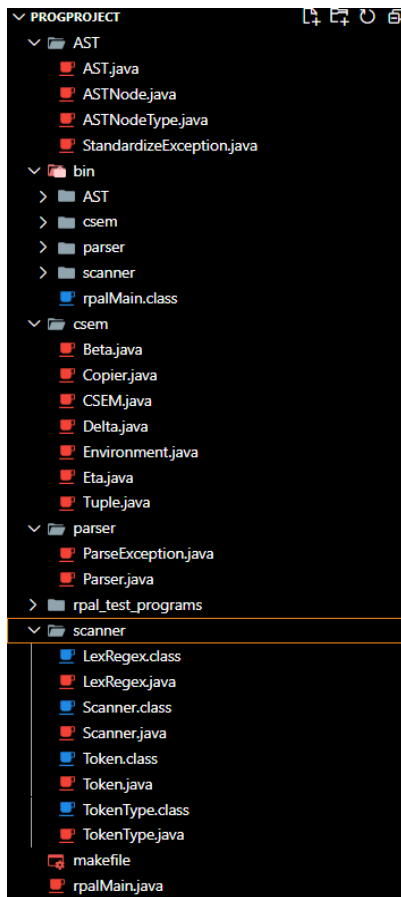 PROGPROJECT
AST
AST.java
ASTNode.java
ASTNodeType.java
StandardizeException.java
bin
AST
csem
parser
scanner
rpalMain.class
csem
Beta.java
Copier.java
CSEM.java
Delta.java
Environment.java
Eta.java
Tuple.java
parser
ParseException.java
Parser.java
rpal_test_programs
scanner
LexRegex.class
LexRegex.java
Scanner.class
Scanner.java
Token.class
Token.java
TokenType.class
TokenType.java
makefile
rpalMain.java